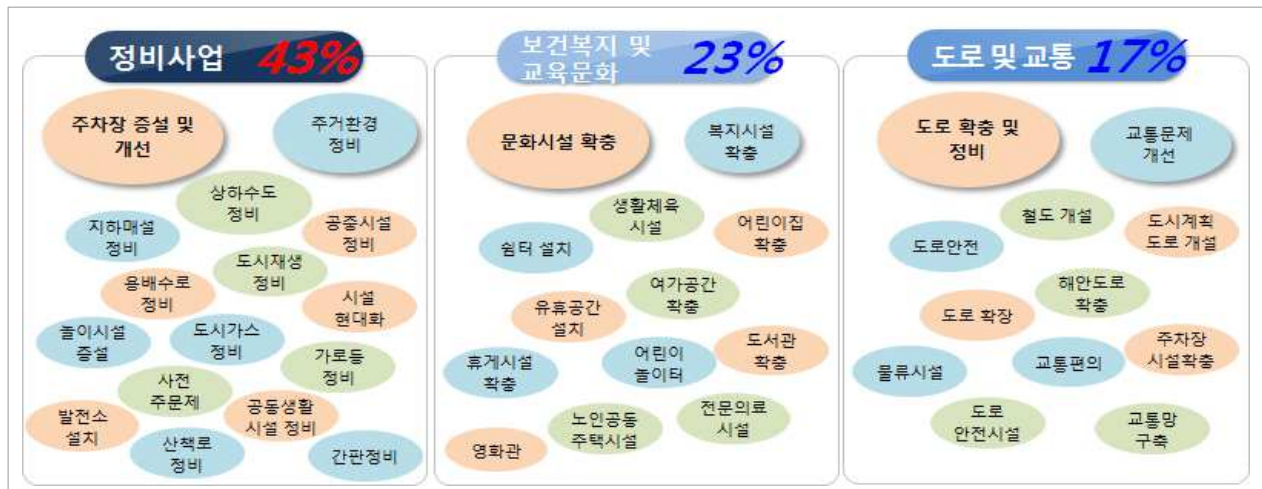 정비사업 43%
주차장 증설 및
개선
주거환경
정비
상하수도
정비
지하매설
정비
공중시설
정비
도시재생
정비
용배수로
정비
시설
현대화
놀이시설
증설
도시가스
정비
가로등
정비
사전
주문제
공동생활
시설 정비
발전소
설치
산책로
정비
간판정비
보건복지 및
교육문화 23%
문화시설 확충
복지시설
확충
생활체육
시설
어린이집
확충
쉼터 설치
여가공간
확충
유휴공간
설치
도서관
확충
휴게시설
확충
어린이
놀이터
노인공동
주택시설
전문의료
시설
영화관
도로 및 교통 17%
도로 확충 및
정비
교통문제
개선
철도 개설
도시계획
도로 개설
도로안전
해안도로
확충
도로 확장
주차장
시설확충
물류시설
교통편의
도로
안전시설
교통망
구축